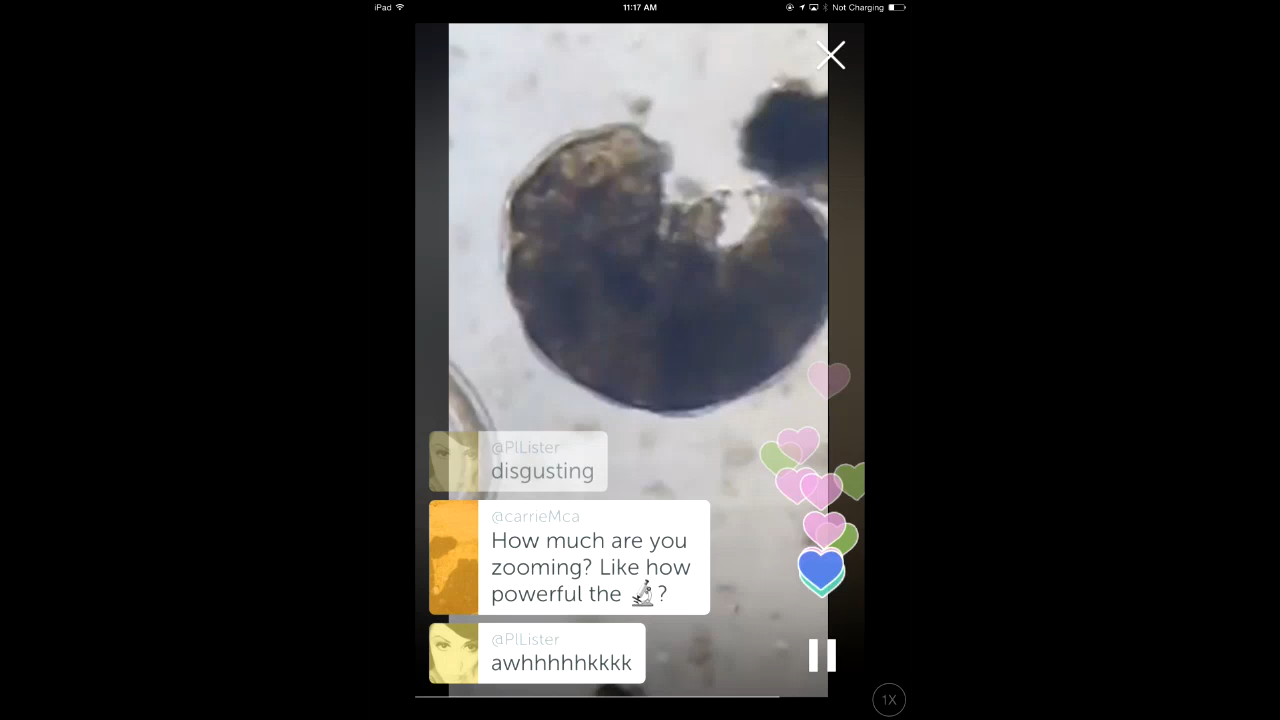 iPad 11:17 AM Not Charging
@PlLister
disgusting
@carrieMca
How much are you
zooming? Like how
powerful the 🔬?
@PlLister
awhhhhhkkkk
1X